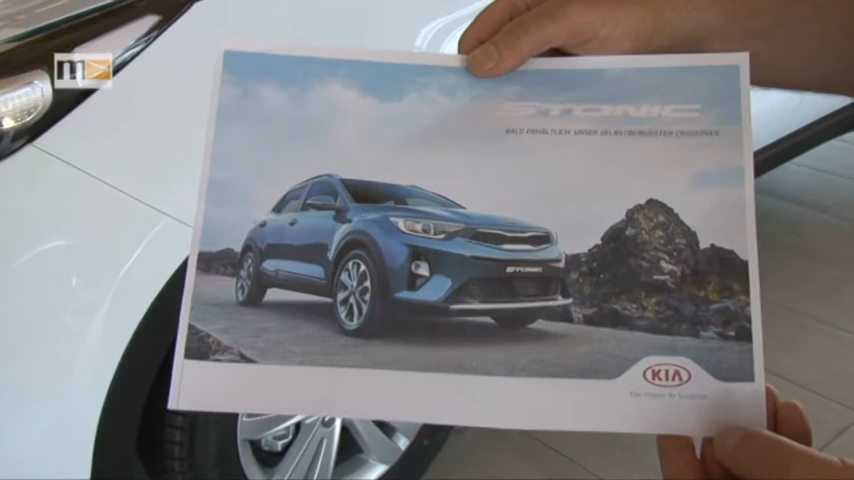 m
STONIC
BALD ERHÄLTLICH: UNSER SELBSTBEWUSSTER CROSSOVER
STONIC
KIA
The Power to Surprise